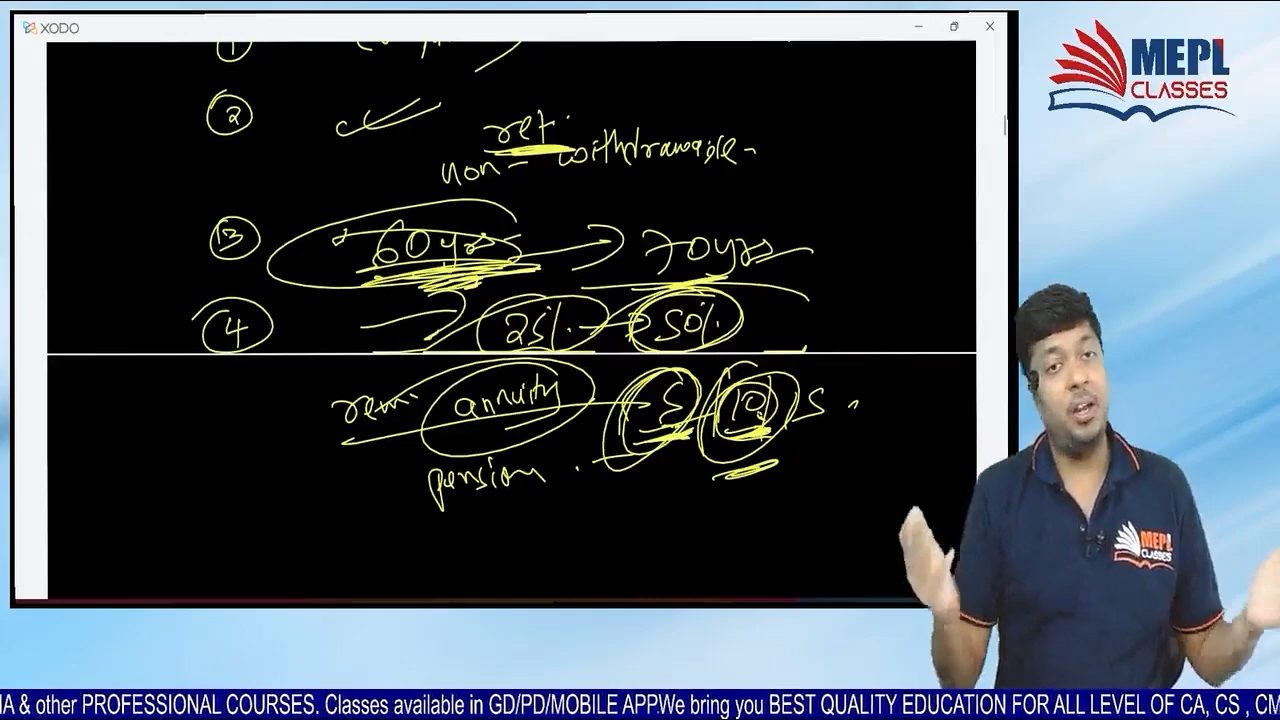 XODO
MEPL
CLASSES
1
2
ret.
non- withdrawable-
3
60 yrs 70 yrs
4
25%. 50%
annuity
pension.
MEPL
CLASSES
IA & other PROFESSIONAL COURSES. Classes available in GD/PD/MOBILE APPWe bring you BEST QUALITY EDUCATION FOR ALL LEVEL OF CA, CS , CM